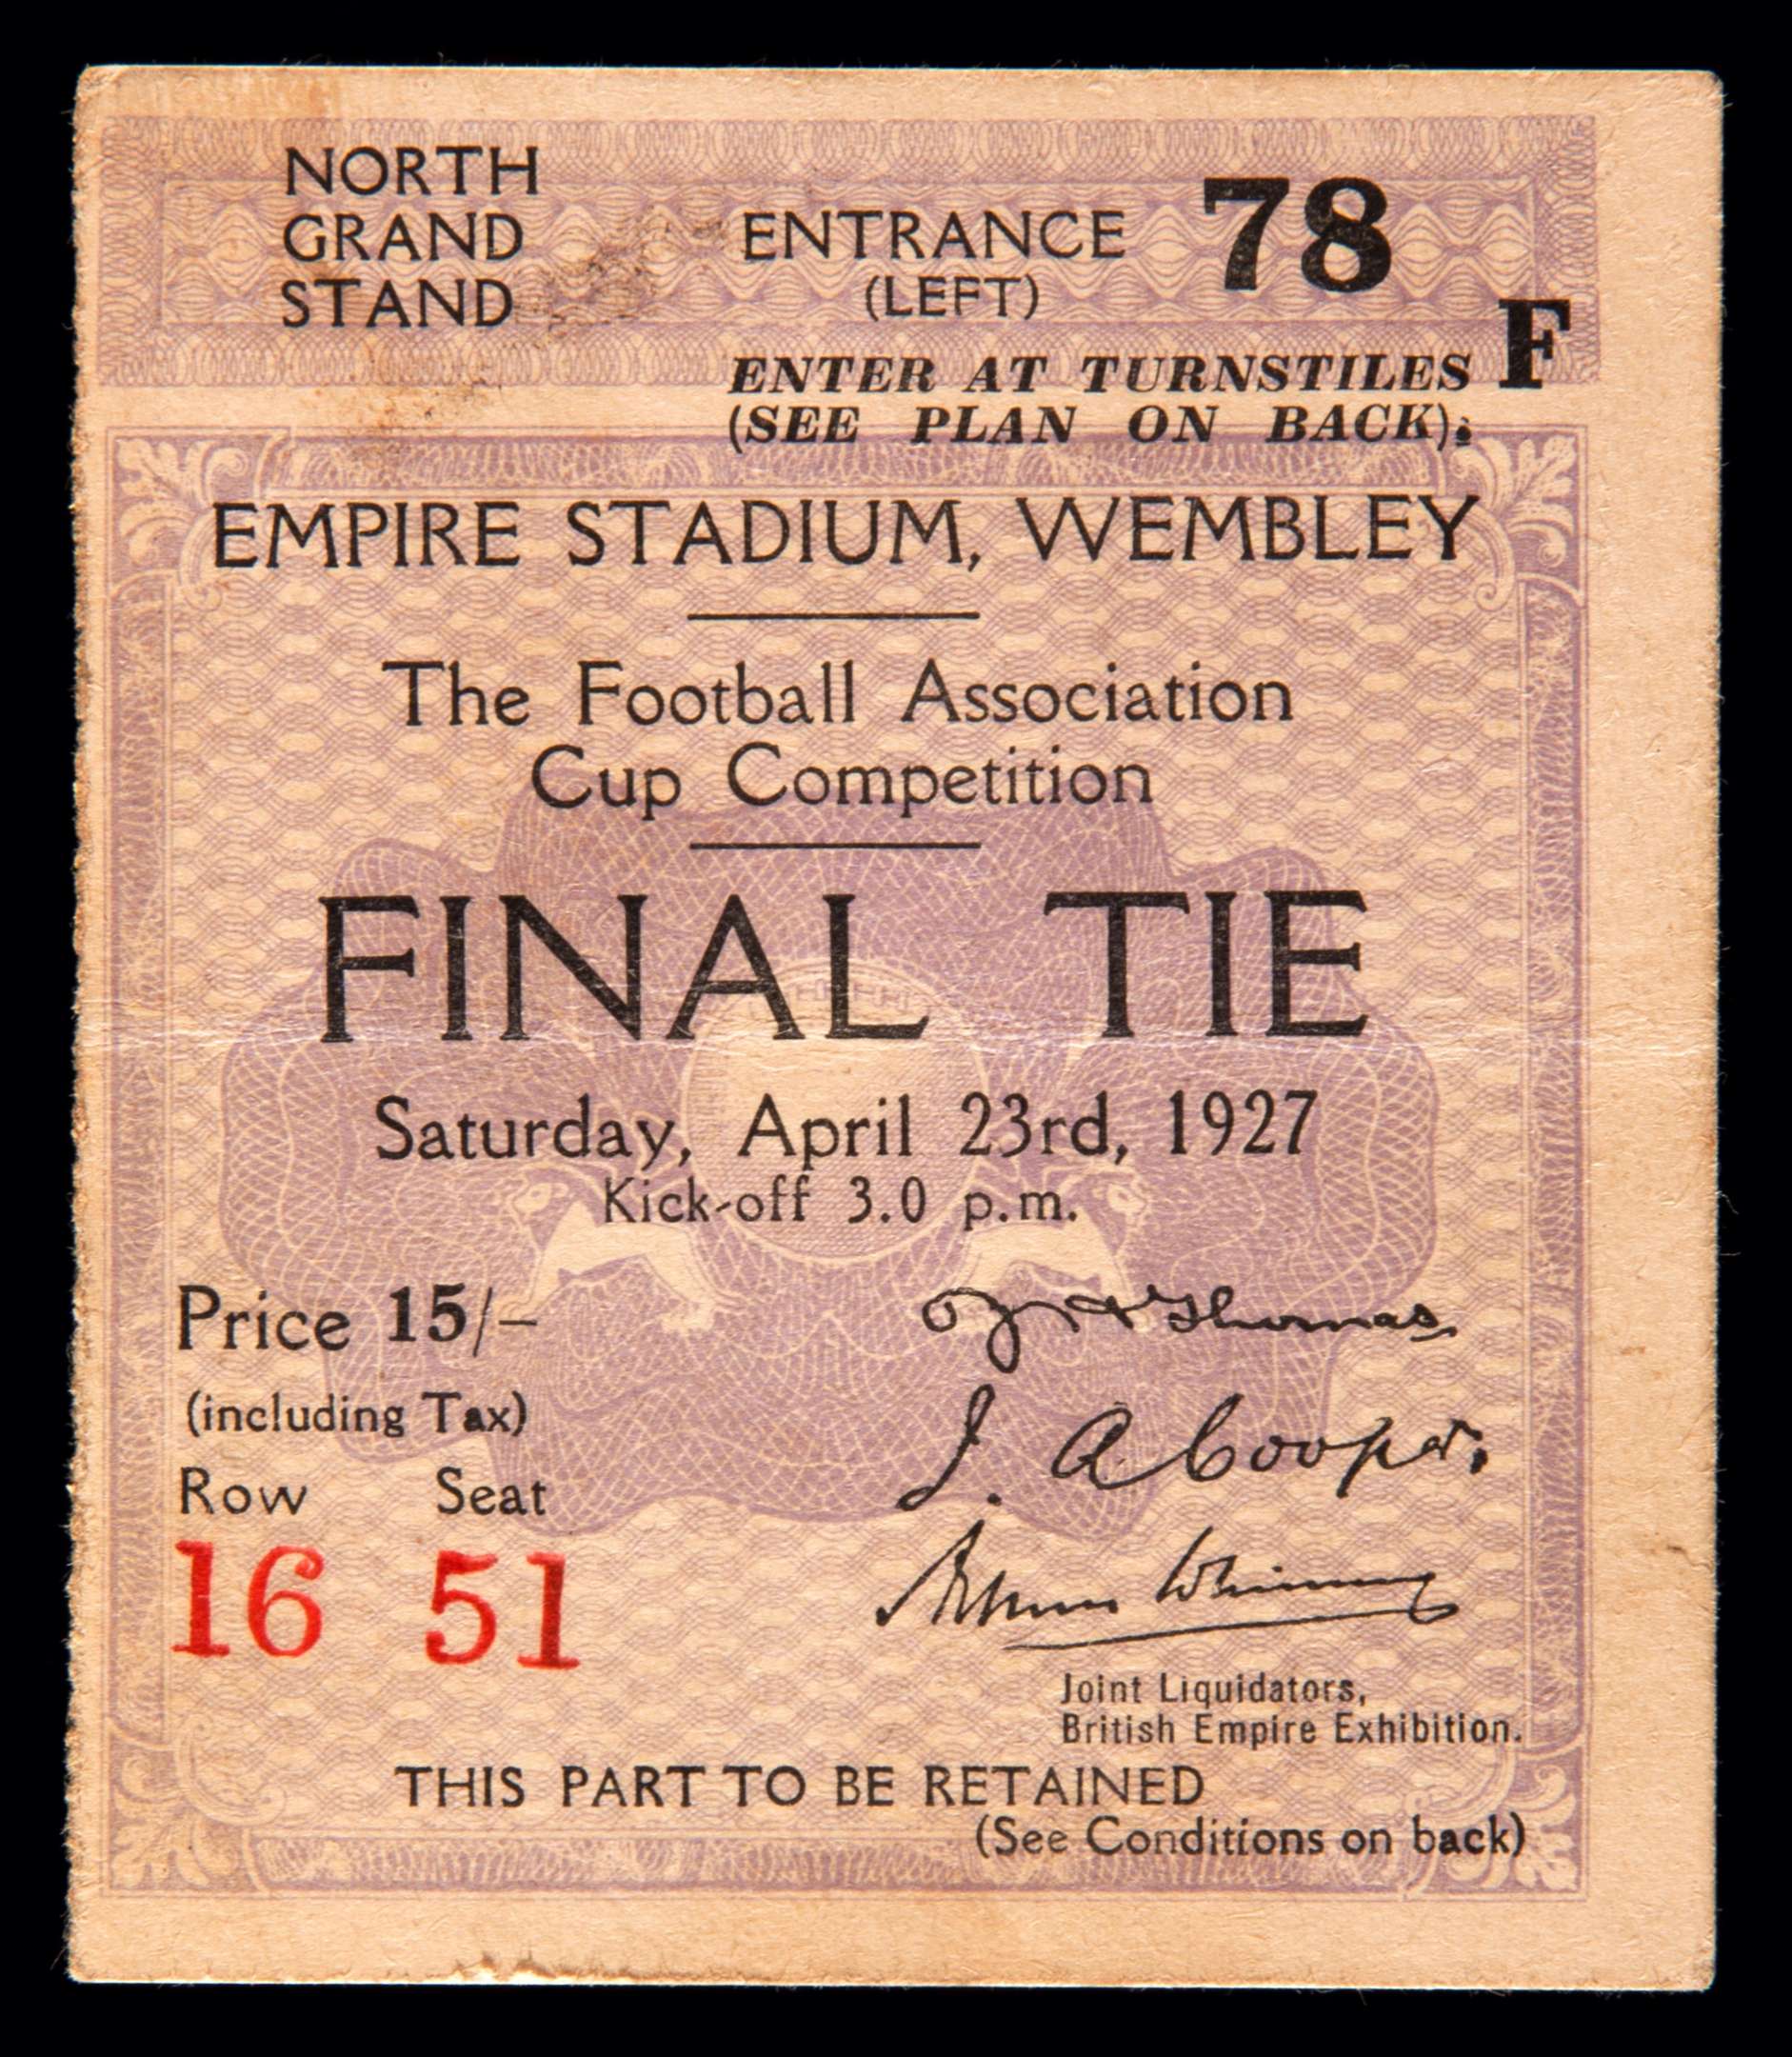 NORTH
GRAND
STAND
ENTRANCE 78
(LEFT)
ENTER AT TURNSTILES F
(SEE PLAN ON BACK).
EMPIRE STADIUM, WEMBLEY
The Football Association
Cup Competition
FINAL TIE
Saturday, April 23rd, 1927
Kick-off 3.0 p.m.
Price 15/-
(including Tax)
Row Seat
16 51
Thomas
J. A Cooper.
Joint Liquidators,
British Empire Exhibition.
THIS PART TO BE RETAINED
(See Conditions on back)